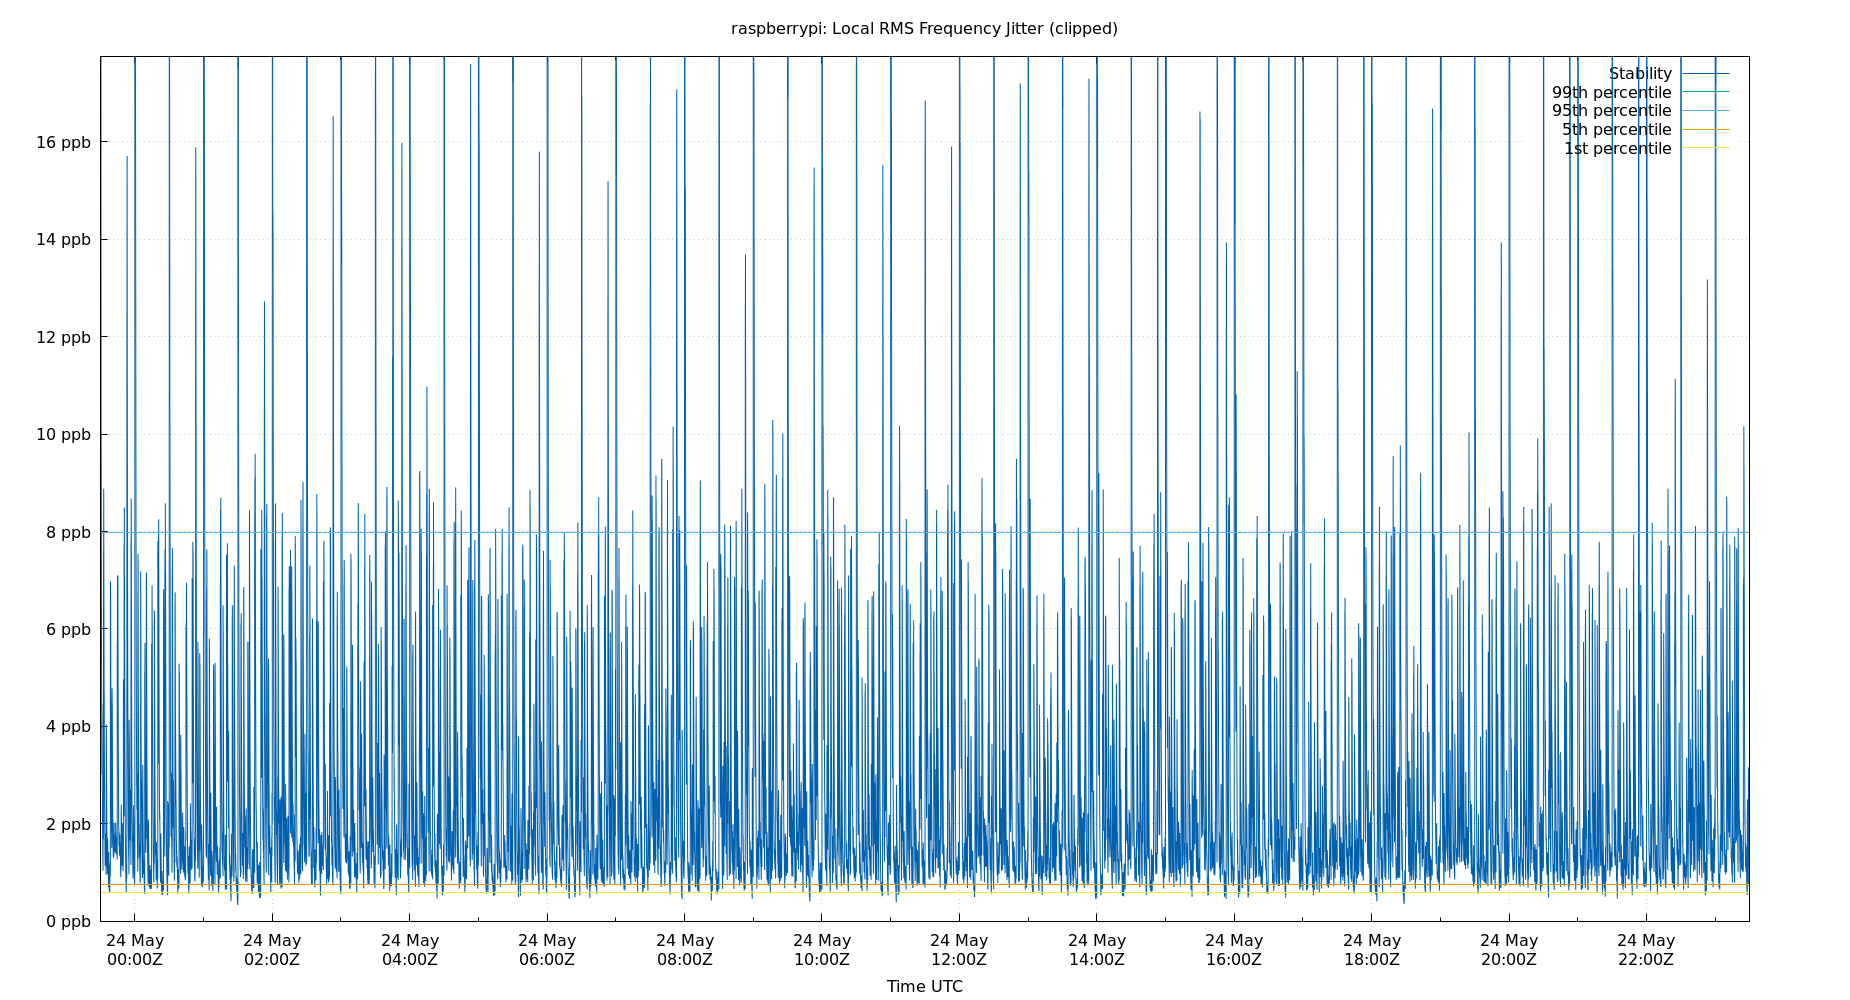 raspberrypi: Local RMS Frequency Jitter (clipped)
Stability
99th percentile
95th percentile
5th percentile
1st percentile
16 ppb
14 ppb
12 ppb
10 ppb
8 ppb
6 ppb
4 ppb
2 ppb
0 ppb
24 May 24 May 24 May 24 May 24 May 24 May 24 May 24 May 24 May 24 May 24 May 24 May
00:00Z 02:00Z 04:00Z 06:00Z 08:00Z 10:00Z 12:00Z 14:00Z 16:00Z 18:00Z 20:00Z 22:00Z
Time UTC